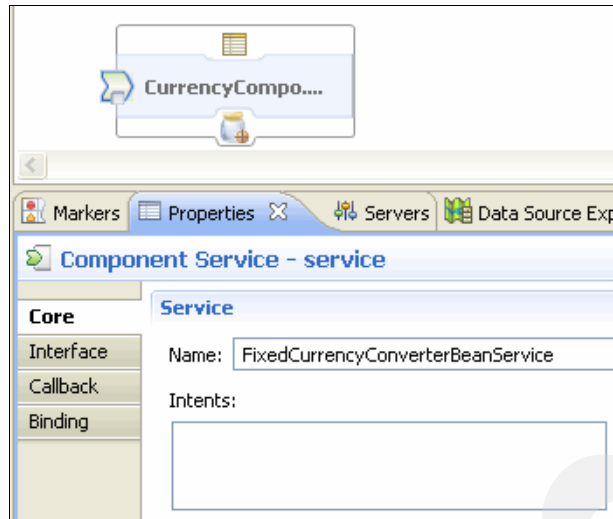 CurrencyCompo....
Markers Properties Servers Data Source Exp
Component Service - service
Core
Service
Interface
Name: FixedCurrencyConverterBeanService
Callback
Intents:
Binding